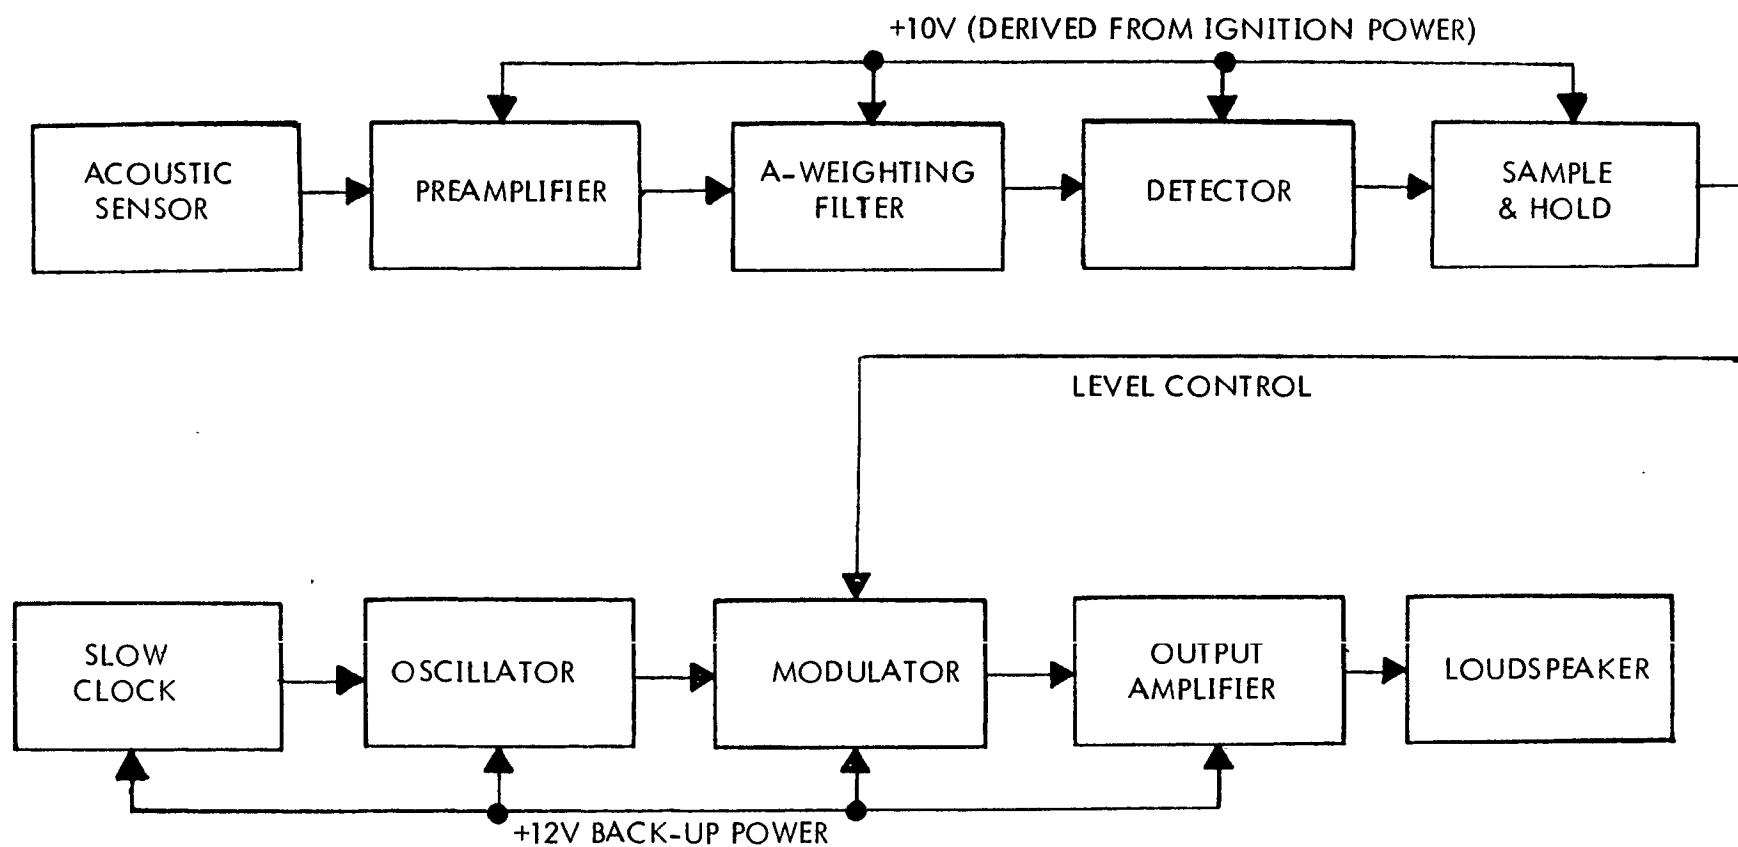 +10V (DERIVED FROM IGNITION POWER)
ACOUSTIC
SENSOR
PREAMPLIFIER
A-WEIGHTING
FILTER
DETECTOR
SAMPLE
& HOLD
LEVEL CONTROL
SLOW
CLOCK
OSCILLATOR
MODULATOR
OUTPUT
AMPLIFIER
LOUDSPEAKER
+12V BACK-UP POWER